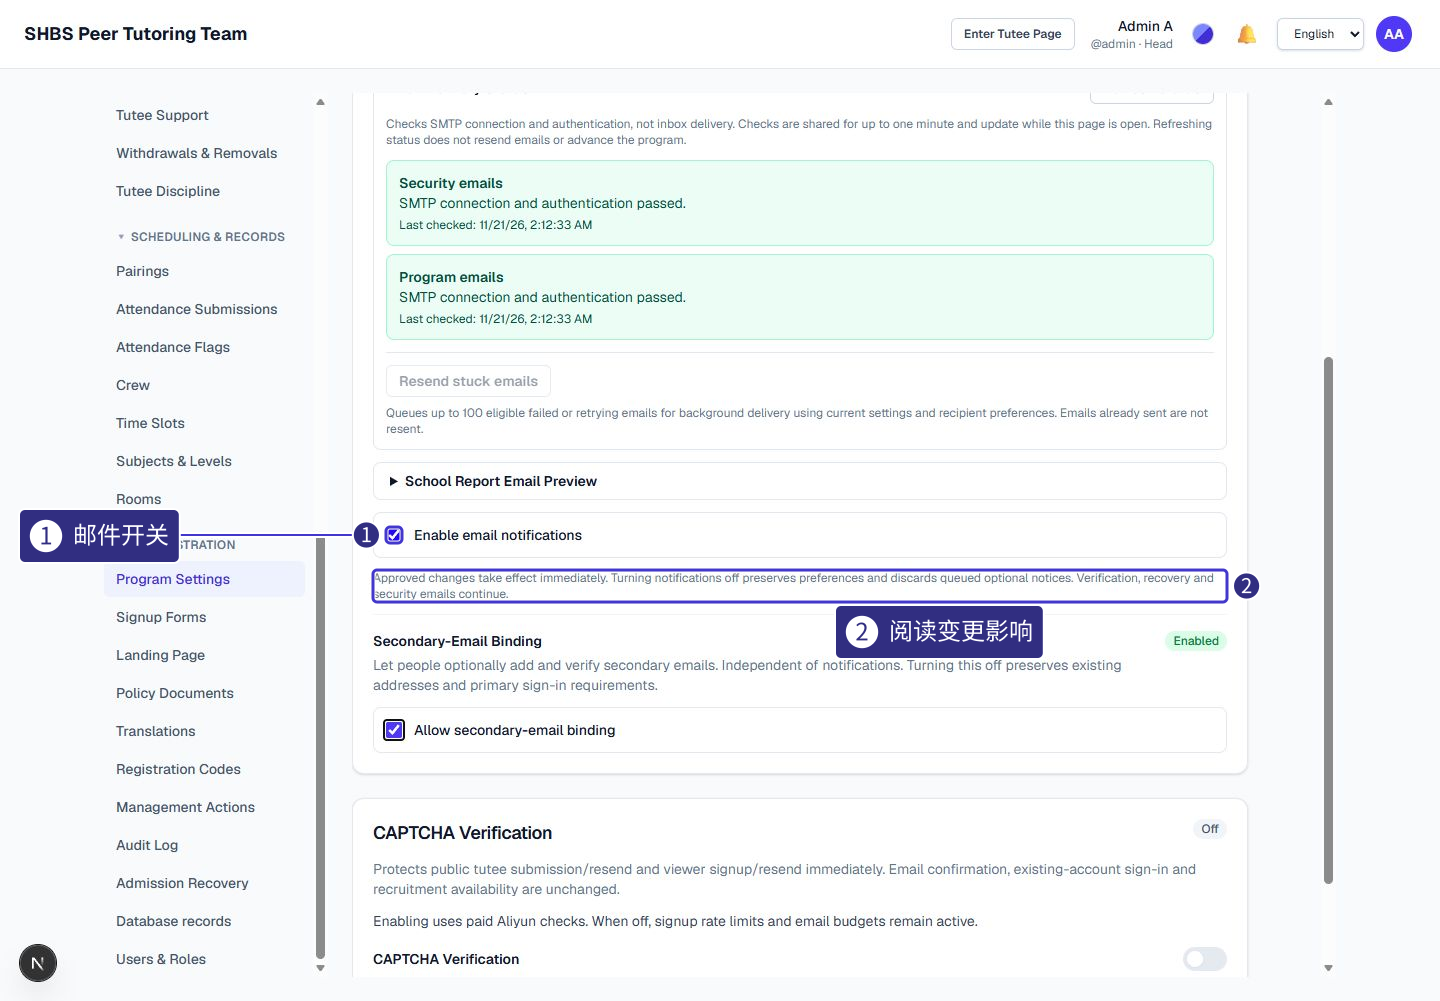 SHBS Peer Tutoring Team
Enter Tutee Page
Admin A
@admin · Head
English
AA
Tutee Support
Withdrawals & Removals
Tutee Discipline
SCHEDULING & RECORDS
Pairings
Attendance Submissions
Attendance Flags
Crew
Time Slots
Subjects & Levels
Rooms
1 邮件开关
STRATION
Program Settings
Signup Forms
Landing Page
Policy Documents
Translations
Registration Codes
Management Actions
Audit Log
Admission Recovery
Database records
Users & Roles
N
Checks SMTP connection and authentication, not inbox delivery. Checks are shared for up to one minute and update while this page is open. Refreshing
status does not resend emails or advance the program.
Security emails
SMTP connection and authentication passed.
Last checked: 11/21/26, 2:12:33 AM
Program emails
SMTP connection and authentication passed.
Last checked: 11/21/26, 2:12:33 AM
Resend stuck emails
Queues up to 100 eligible failed or retrying emails for background delivery using current settings and recipient preferences. Emails already sent are not
resent.
School Report Email Preview
1
Enable email notifications
Approved changes take effect immediately. Turning notifications off preserves preferences and discards queued optional notices. Verification, recovery and
security emails continue.
2
2 阅读变更影响
Secondary-Email Binding
Enabled
Let people optionally add and verify secondary emails. Independent of notifications. Turning this off preserves existing
addresses and primary sign-in requirements.
Allow secondary-email binding
CAPTCHA Verification
Off
Protects public tutee submission/resend and viewer signup/resend immediately. Email confirmation, existing-account sign-in and
recruitment availability are unchanged.
Enabling uses paid Aliyun checks. When off, signup rate limits and email budgets remain active.
CAPTCHA Verification